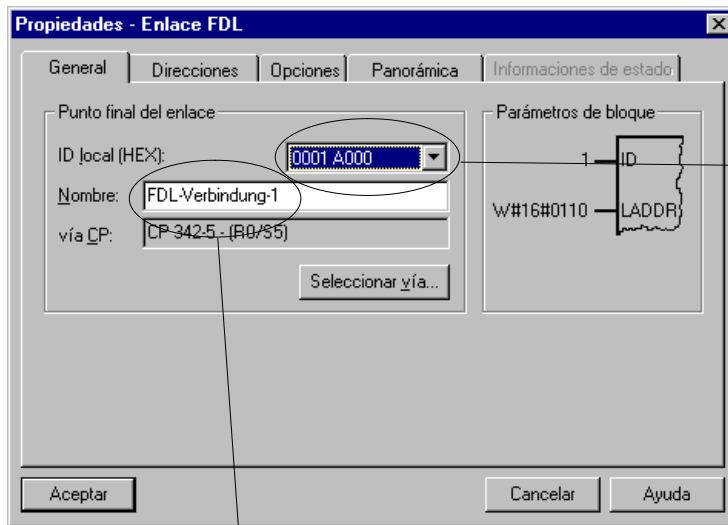 Propiedades - Enlace FDL
General Direcciones Opciones Panorámica Informaciones de estado
Punto final del enlace
ID local (HEX): 0001 A000
Nombre: FDL-Verbindung-1
vía CP: CP 342-5 - (R0/S5)
Seleccionar vía...
Parámetros de bloque
1 ID
W#16#0110 LADDR
Aceptar Cancelar Ayuda